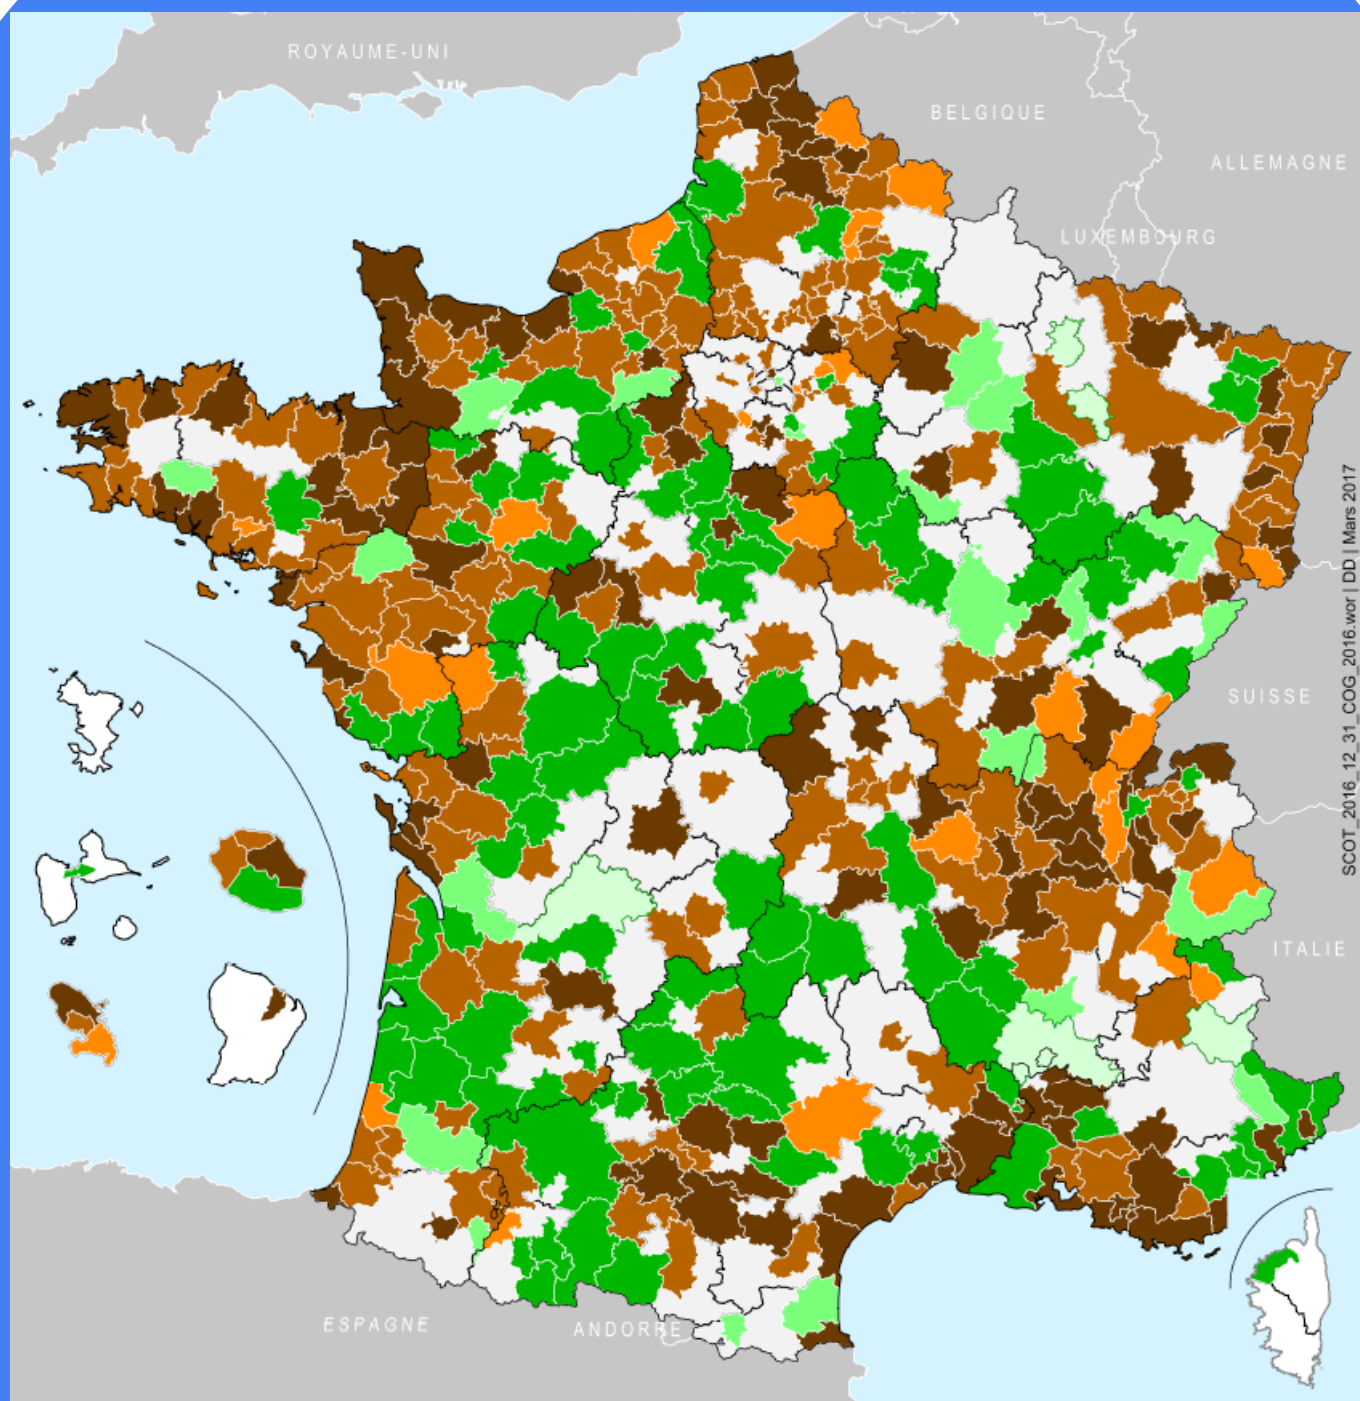 ROYAUME-UNI
BELGIQUE
ALLEMAGNE
LUXEMBOURG
SCOT_2016_12_31_COG_2016.wor | DD | Mars 2017
SUISSE
ITALIE
ESPAGNE
ANDORRE